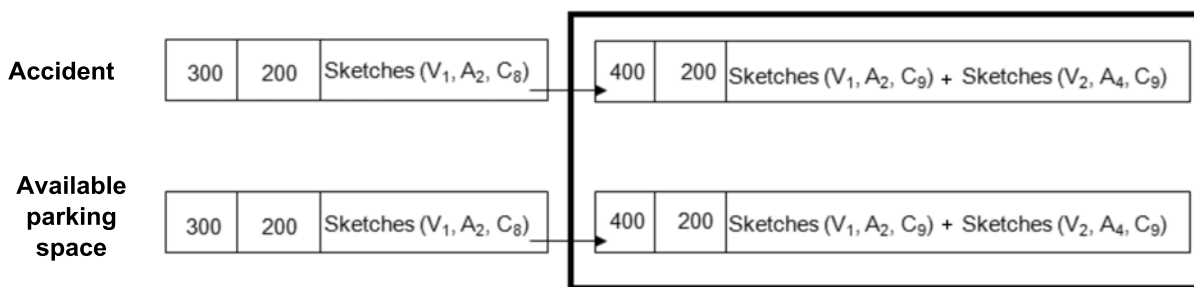 Accident 300 200 Sketches (V₁, A₂, C₈) 400 200 Sketches (V₁, A₂, C₉) + Sketches (V₂, A₄, C₉)
Available
parking
space
300 200 Sketches (V₁, A₂, C₈) 400 200 Sketches (V₁, A₂, C₉) + Sketches (V₂, A₄, C₉)